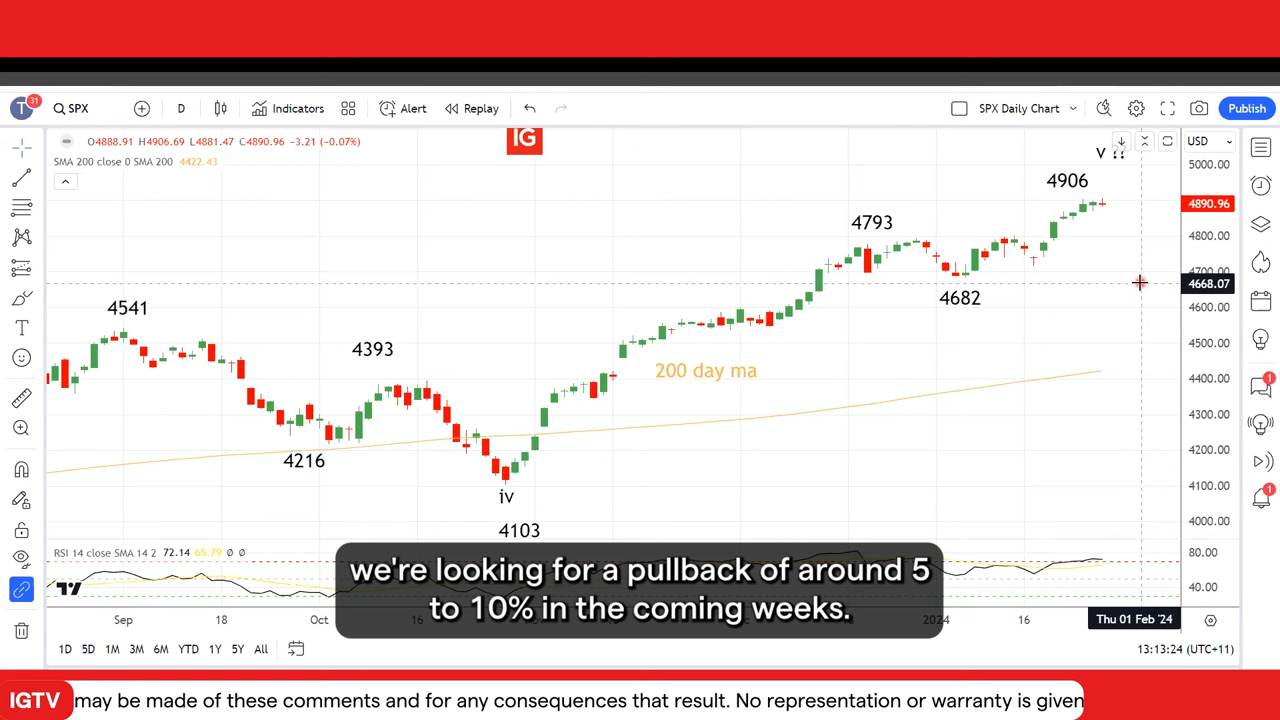 T
31
SPX
D
Indicators
Alert
Replay
SPX Daily Chart
Publish
O4888.91 H4906.69 L4881.47 C4890.96 −3.21 (−0.07%)
SMA 200 close 0 SMA 200 4422.43
IG
USD
v ??
5000.00
4906
4890.96
4793
4800.00
4700.00
4668.07
4682
4600.00
4541
4500.00
4393
200 day ma
4400.00
4300.00
4216
4200.00
iv
4100.00
4103
4000.00
RSI 14 close SMA 14 2 72.14 65.79 Ø Ø
80.00
40.00
we're looking for a pullback of around 5
to 10% in the coming weeks.
Sep
18
Oct
16
2024
16
Thu 01 Feb '24
1D 5D 1M 3M 6M YTD 1Y 5Y All
13:13:24 (UTC+11)
1
1
IGTV
may be made of these comments and for any consequences that result. No representation or warranty is given